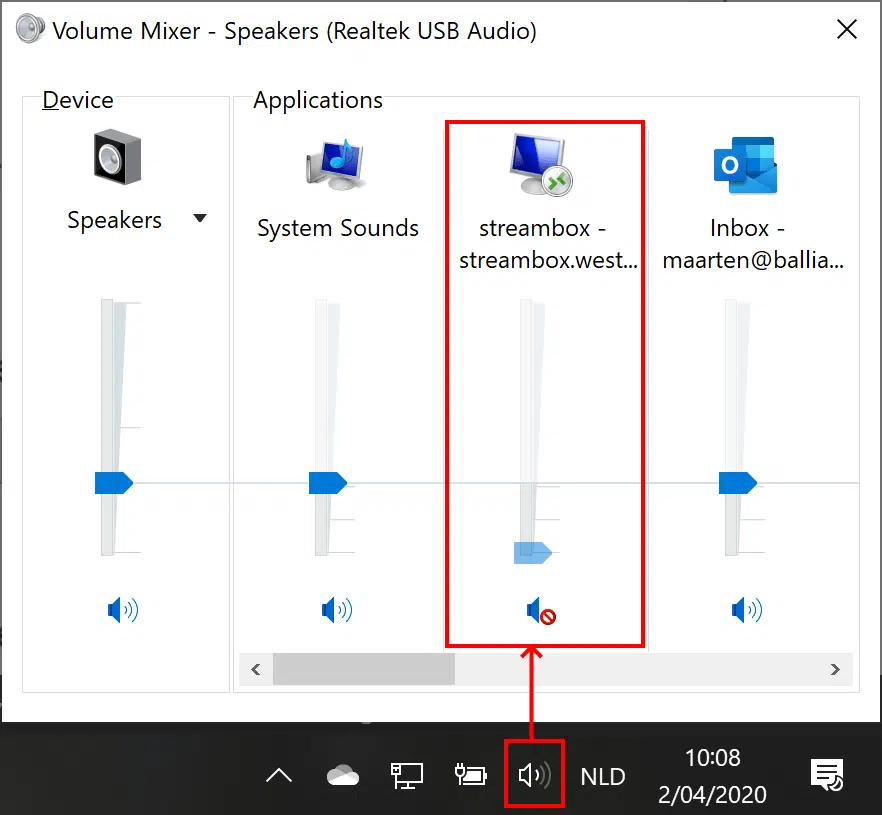 Volume Mixer - Speakers (Realtek USB Audio)
Device
Applications
Speakers
System Sounds
streambox -
streambox.west...
O
Inbox -
maarten@ballia...
NLD
10:08
2/04/2020